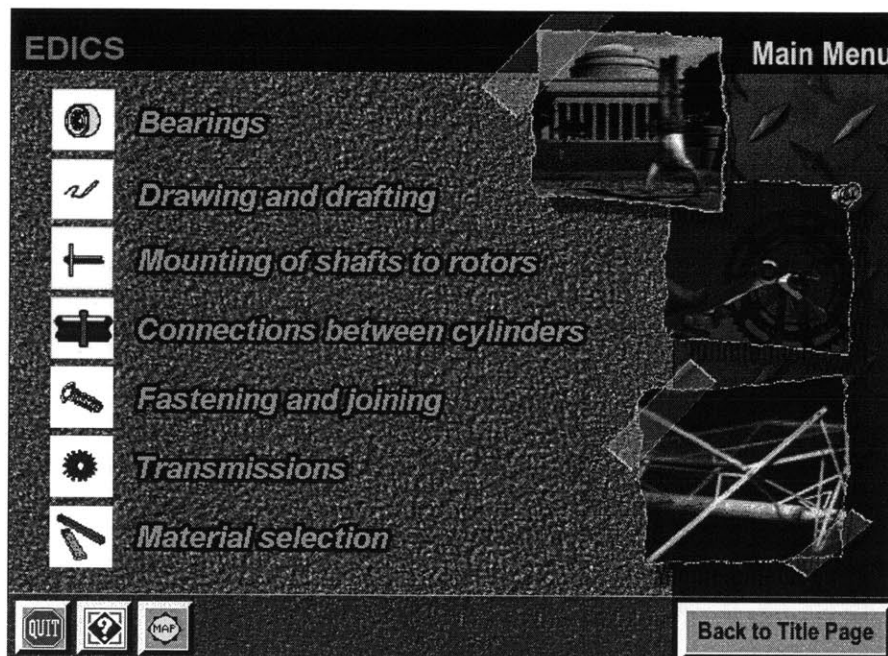 EDICS
Main Menu
Bearings
Drawing and drafting
Mounting of shafts to rotors
Connections between cylinders
Fastening and joining
Transmissions
Material selection
QUIT
?
MAP
Back to Title Page